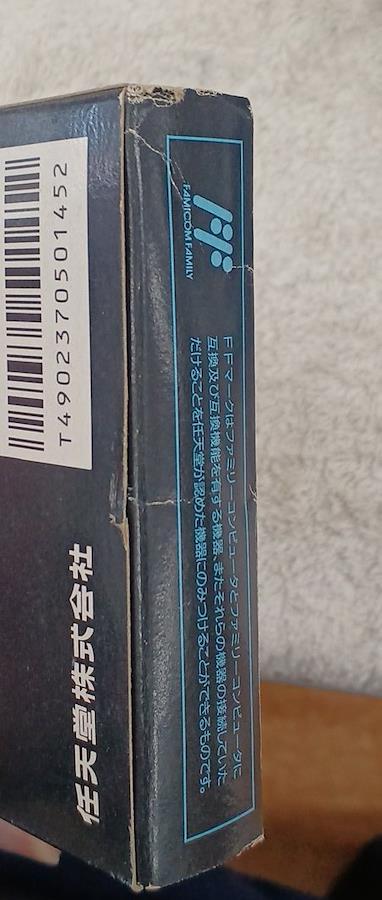 T4902370501452
任天堂株式会社
FAMICOM FAMILY
FFマークはファミリーコンピュータとファミリーコンピュータに
互換及び互換機能を有する機器、またそれらの機器の接続していた
だけることを任天堂が認めた機器にのみつけることができるものです。